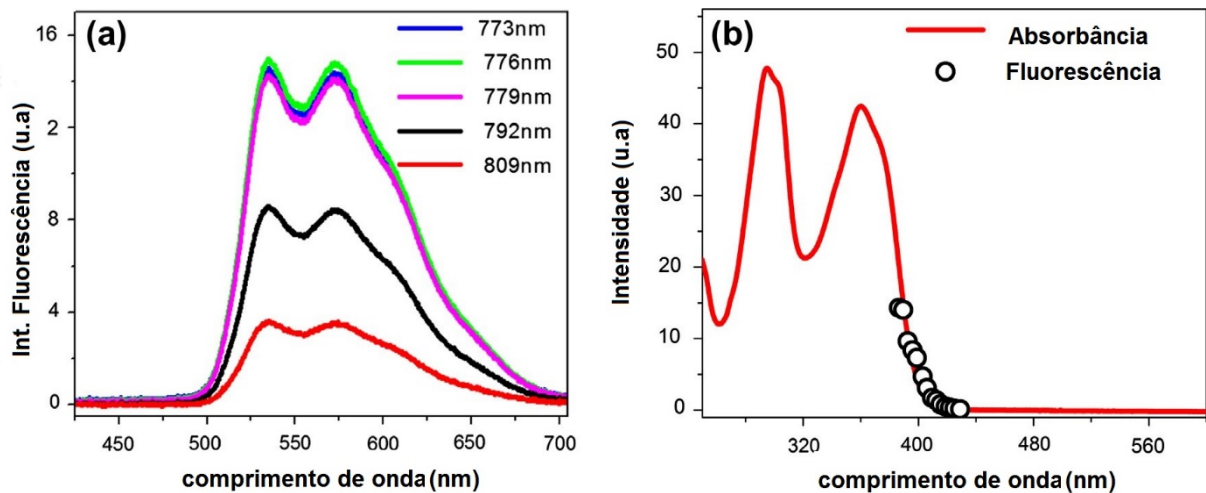 (a)
773nm
776nm
779nm
792nm
809nm
Int. Fluorescência (u.a)
16
2
8
4
0
450
500
550
600
650
700
comprimento de onda (nm)
(b)
Absorbância
Fluorescência
Intensidade (u.a)
50
40
30
20
10
0
320
400
480
560
comprimento de onda (nm)